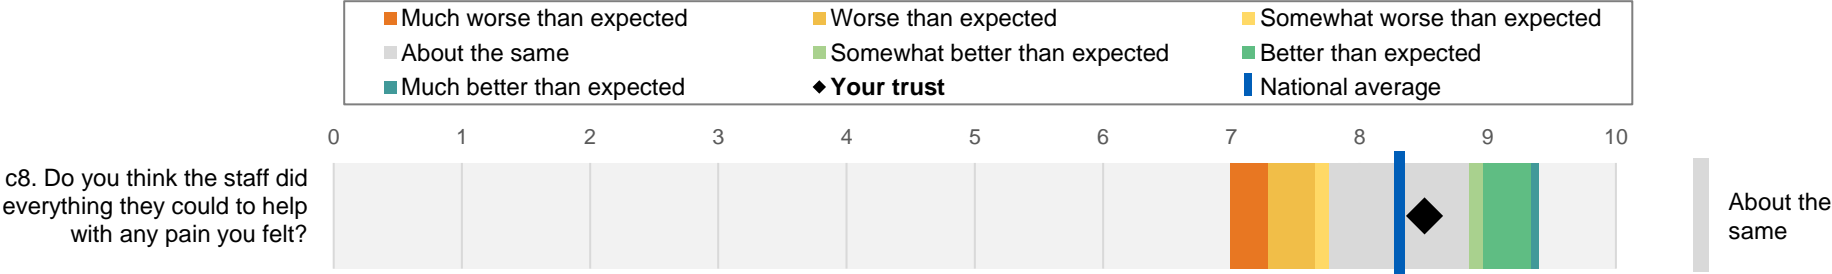 Much worse than expected Worse than expected Somewhat worse than expected
About the same Somewhat better than expected Better than expected
Much better than expected Your trust National average
0 1 2 3 4 5 6 7 8 9 10
c8. Do you think the staff did
everything they could to help
with any pain you felt?
About the
same